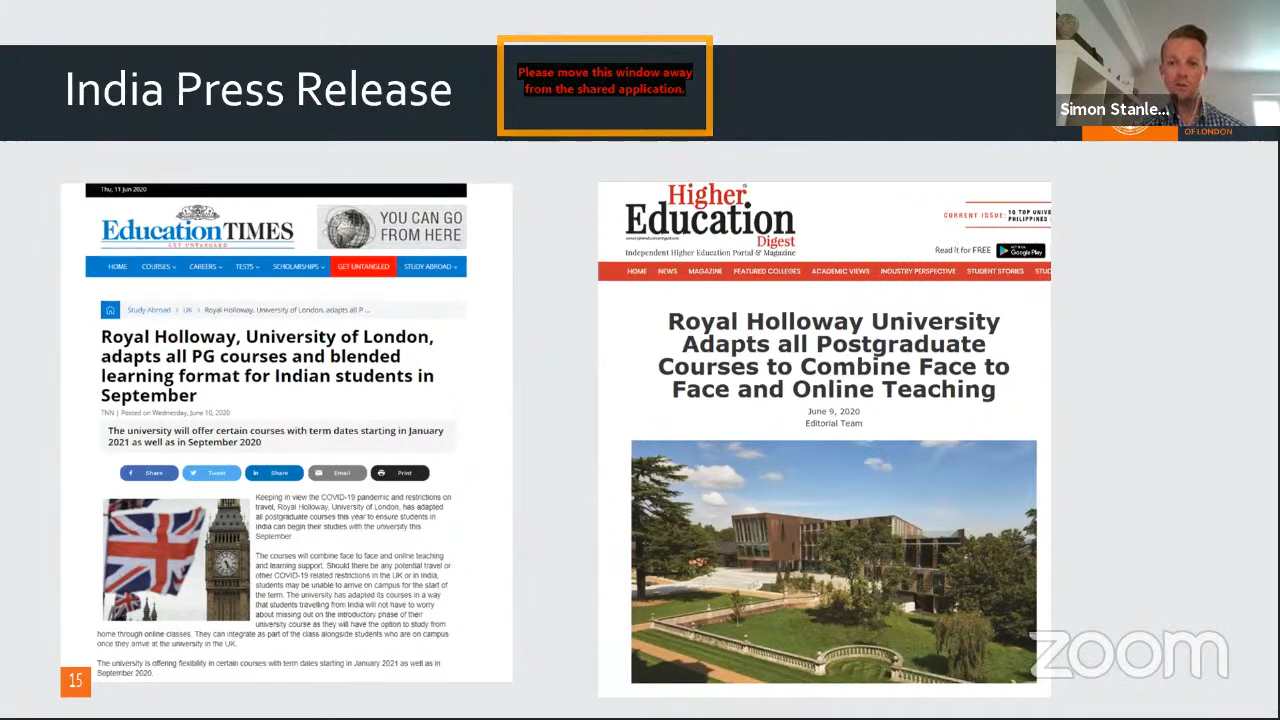 India Press Release
Please move this window away
from the shared application.
Simon Stanle...
OF LONDON
Thu, 11 Jun 2020
EducationTIMES
GET UNTANGLED
YOU CAN GO
FROM HERE
HOME COURSES CAREERS TESTS SCHOLARSHIPS GET UNTANGLED STUDY ABROAD
Study Abroad > UK > Royal Holloway, University of London, adapts all P ...
Royal Holloway, University of London,
adapts all PG courses and blended
learning format for Indian students in
September
TNN | Posted on Wednesday, June 10, 2020
The university will offer certain courses with term dates starting in January
2021 as well as in September 2020
Share Tweet Share Email Print
Keeping in view the COVID-19 pandemic and restrictions on
travel, Royal Holloway, University of London, has adapted
all postgraduate courses this year to ensure students in
India can begin their studies with the university this
September.
The courses will combine face to face and online teaching
and learning support. Should there be any potential travel or
other COVID-19 related restrictions in the UK or in India,
students may be unable to arrive on campus for the start of
the term. The university has adapted its courses in a way
that students travelling from India will not have to worry
about missing out on the introductory phase of their
university course as they will have the option to study from
home through online classes. They can integrate as part of the class alongside students who are on campus
once they arrive at the university in the UK.
The university is offering flexibility in certain courses with term dates starting in January 2021 as well as in
September 2020.
15
Higher
Education
Digest
Independent Higher Education Portal & Magazine
CURRENT ISSUE: 10 TOP UNIVE
PHILIPPINES
Read it for FREE
Google Play
HOME NEWS MAGAZINE FEATURED COLLEGES ACADEMIC VIEWS INDUSTRY PERSPECTIVE STUDENT STORIES STUD
Royal Holloway University
Adapts all Postgraduate
Courses to Combine Face to
Face and Online Teaching
June 9, 2020
Editorial Team
zoom